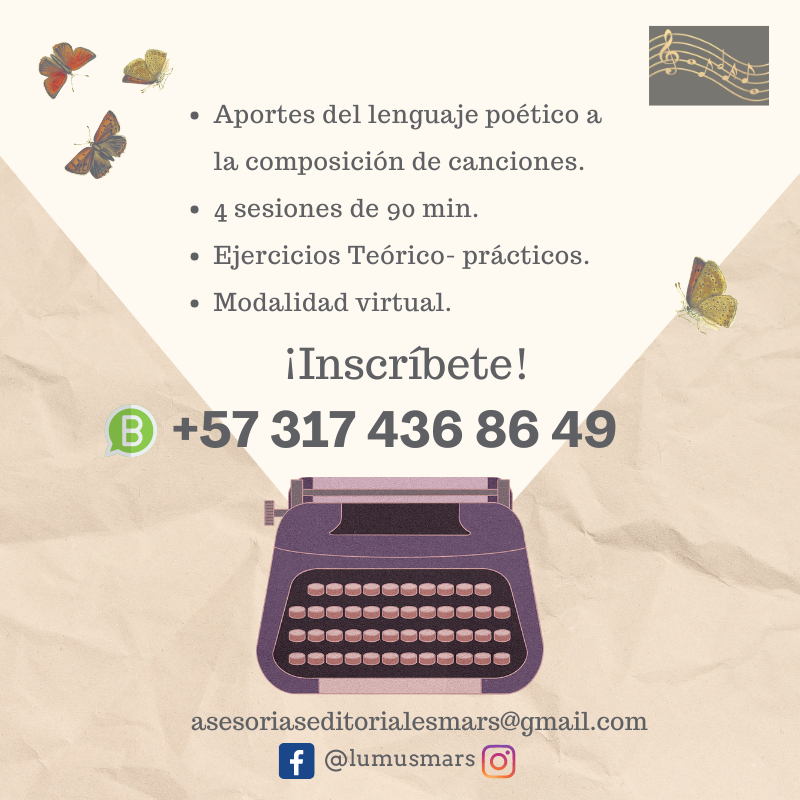 • Aportes del lenguaje poético a
la composición de canciones.
• 4 sesiones de 90 min.
• Ejercicios Teórico- prácticos.
• Modalidad virtual.
¡Inscríbete!
B +57 317 436 86 49
asesoriaseditorialesmars@gmail.com
f @lumusmars